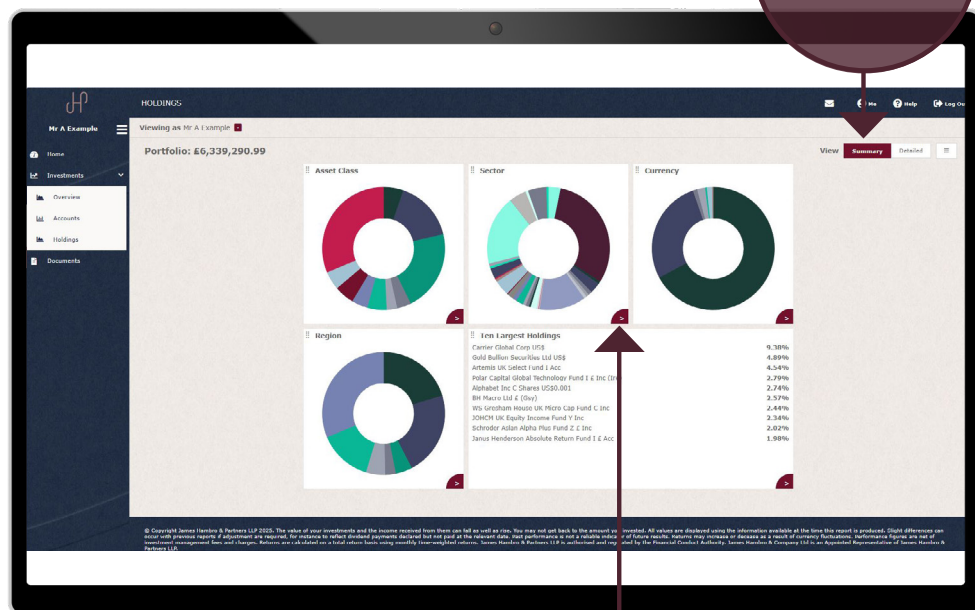 HOLDINGS
Me
Help
Log Ou
Mr A Example
Viewing as Mr A Example
Portfolio: £6,339,290.99
View
Summary
Detailed
Home
Investments
Overview
Accounts
Holdings
Documents
Asset Class
Sector
Currency
Region
Ten Largest Holdings
Carrier Global Corp US$ 9.38%
Gold Bullion Securities Ltd US$ 4.89%
Artemis UK Select Fund I Acc 4.54%
Polar Capital Global Technology Fund I £ Inc (Ir 2.79%
Alphabet Inc C Shares US$0.001 2.74%
BH Macro Ltd £ (Gsy) 2.57%
WS Gresham House UK Micro Cap Fund C Inc 2.44%
JOHCM UK Equity Income Fund Y Inc 2.34%
Schroder Asian Alpha Plus Fund Z £ Inc 2.02%
Janus Henderson Absolute Return Fund I £ Acc 1.98%
© Copyright James Hambro & Partners LLP 2025. The value of your investments and the income received from them can fall as well as rise. You may not get back to the amount you invested. All values are displayed using the information available at the time this report is produced. Slight differences can
occur with previous reports if adjustment are required, for instance to reflect dividend payments declared but not paid at the relevant date. Past performance is not a reliable indicator of future results. Returns may increase or decrease as a result of currency fluctuations. Performance figures are net of
investment management fees and charges. Returns are calculated on a total return basis using monthly time-weighted returns. James Hambro & Partners LLP is authorised and regulated by the Financial Conduct Authority. James Hambro & Company Ltd is an Appointed Representative of James Hambro &
Partners LLP.